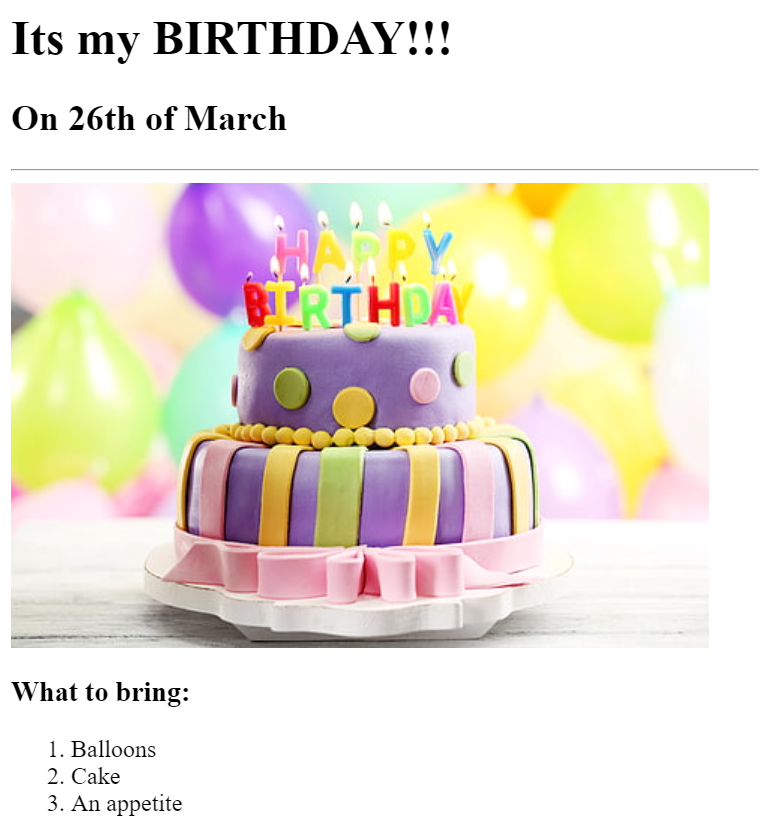 Its my BIRTHDAY!!!
On 26th of March
HAPPY
BIRTHDAY
What to bring:
1. Balloons
2. Cake
3. An appetite